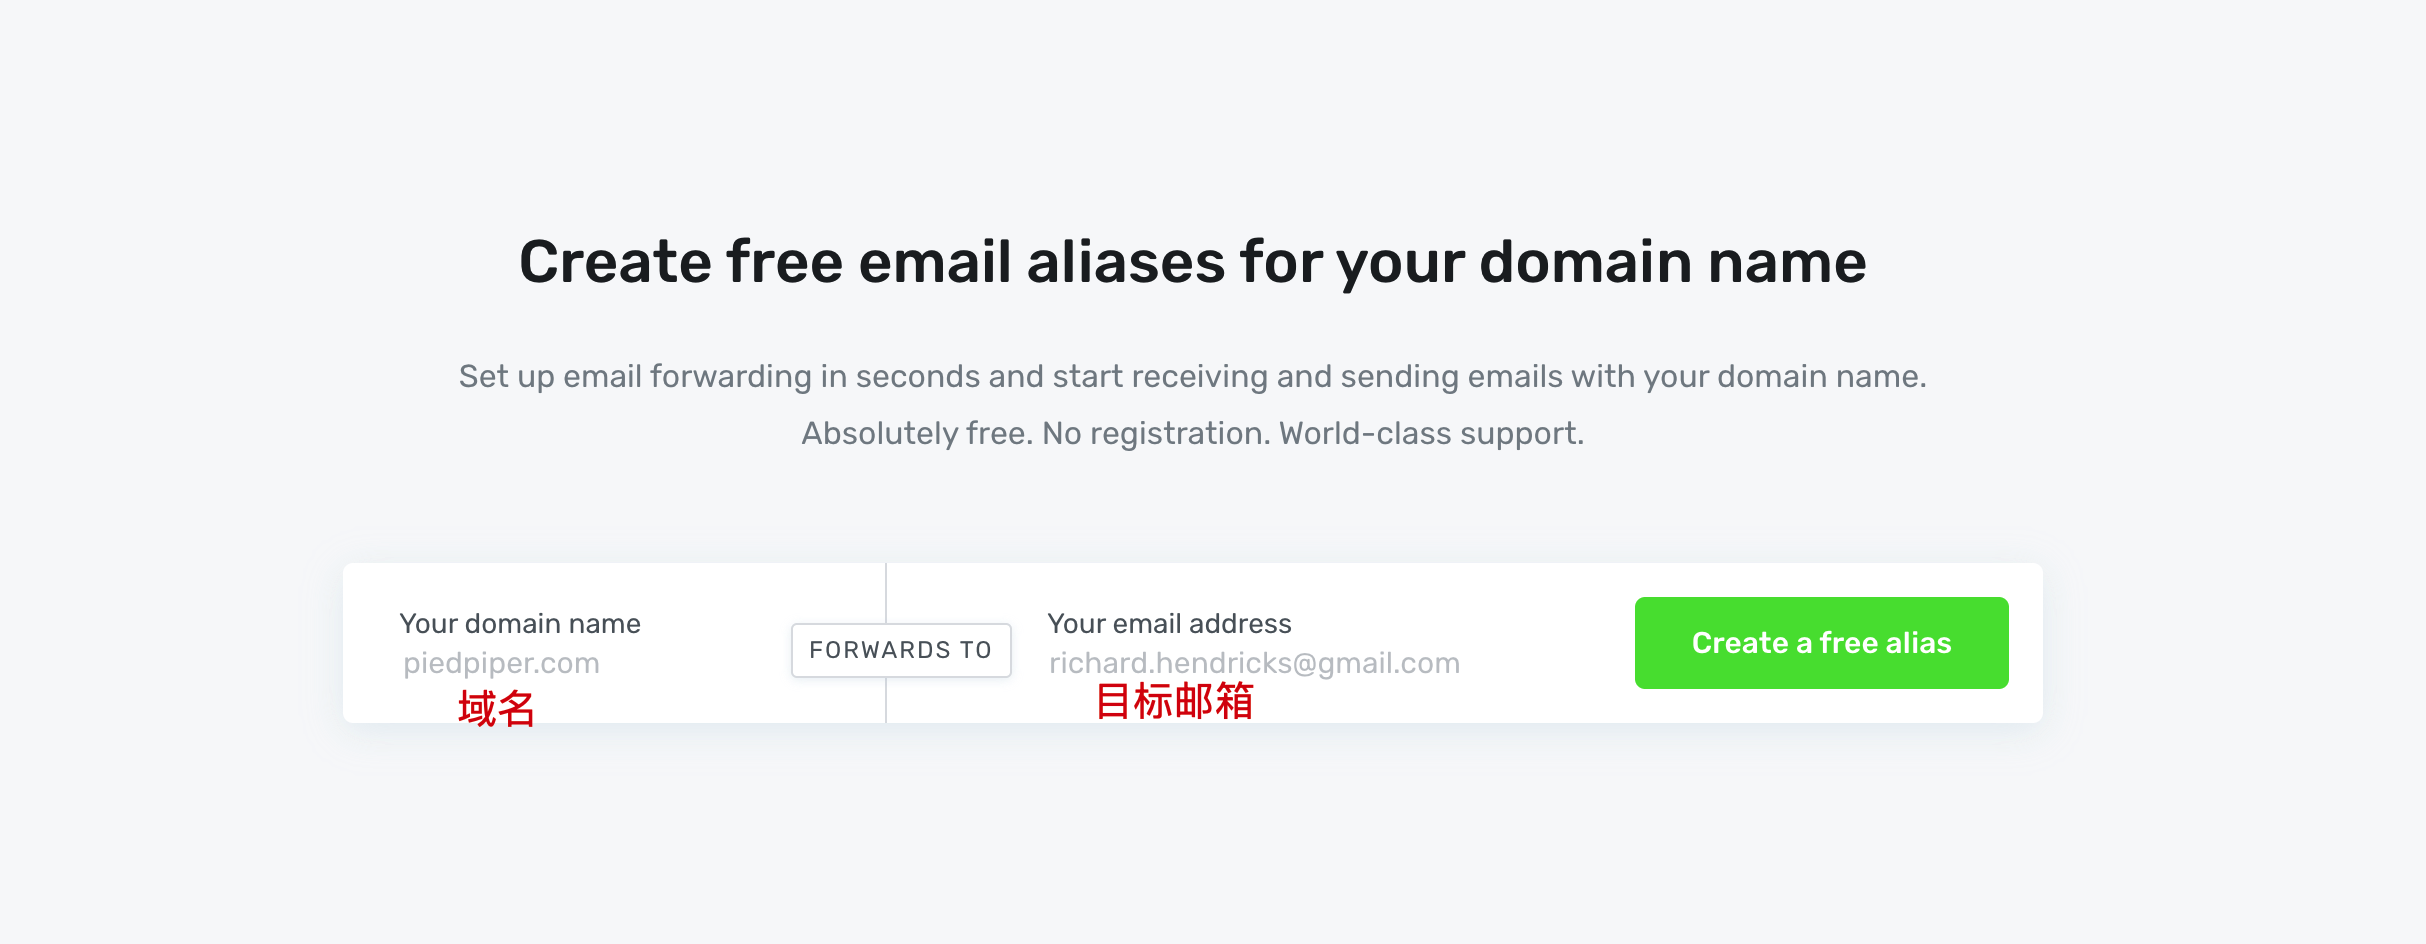 Create free email aliases for your domain name
Set up email forwarding in seconds and start receiving and sending emails with your domain name.
Absolutely free. No registration. World-class support.
Your domain name
piedpiper.com
域名
FORWARDS TO
Your email address
richard.hendricks@gmail.com
目标邮箱
Create a free alias